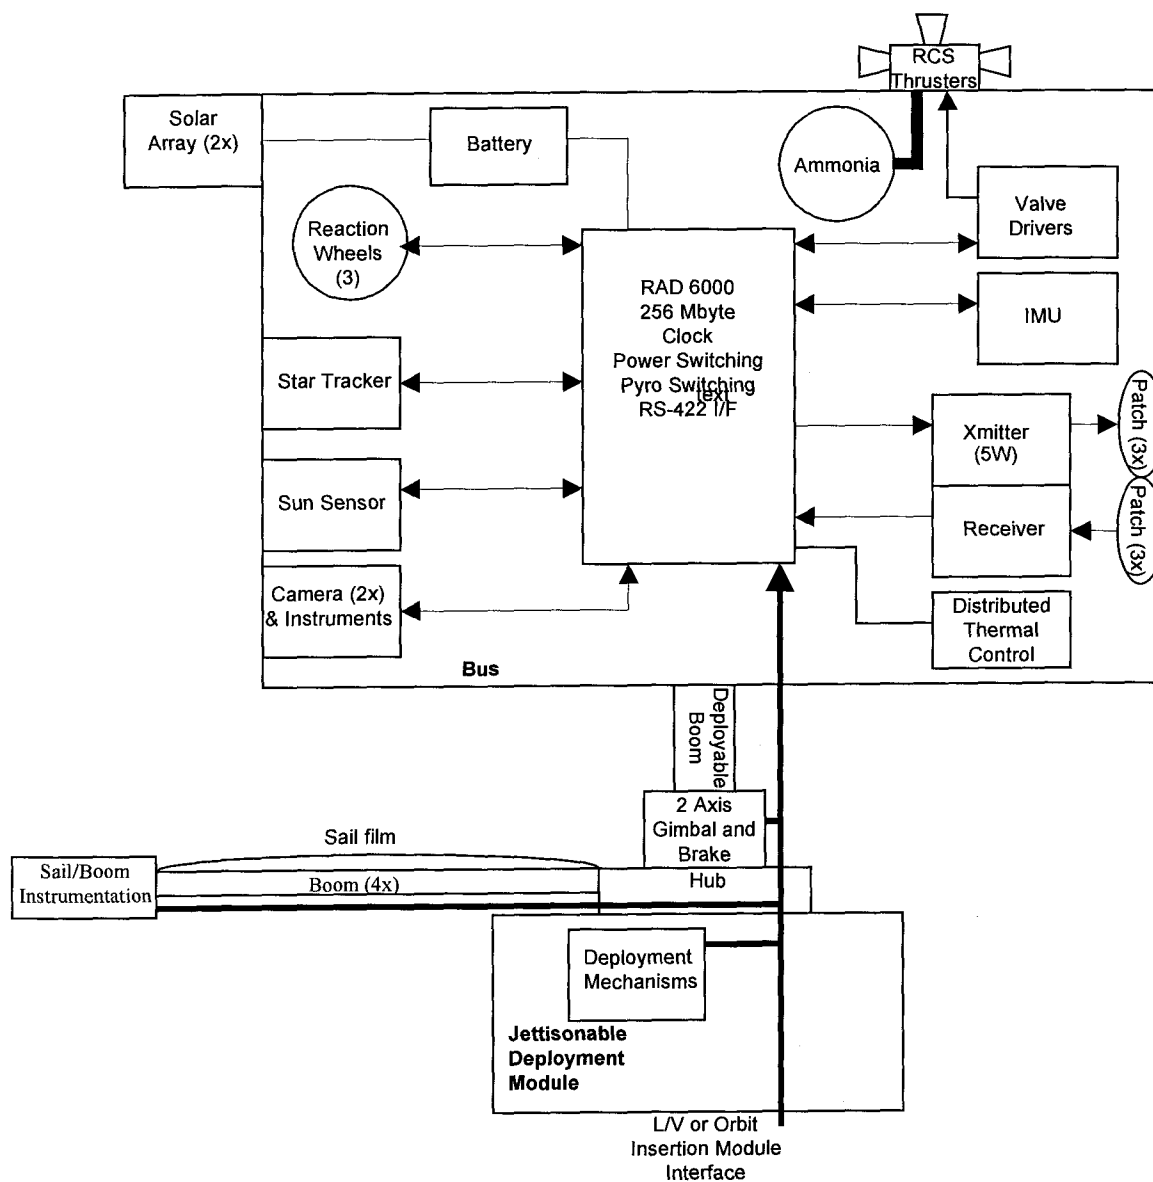 RCS
Thrusters
Solar
Array (2x)
Battery
Ammonia
Valve
Drivers
Reaction
Wheels
(3)
RAD 6000
256 Mbyte
Clock
Power Switching
Pyro Switching
text
RS-422 I/F
IMU
Star Tracker
Xmitter
(5W)
Patch (3x)
Sun Sensor
Receiver
Patch (3x)
Camera (2x)
& Instruments
Distributed
Thermal
Control
Bus
Deployable
Boom
2 Axis
Gimbal and
Brake
Sail film
Sail/Boom
Instrumentation
Boom (4x)
Hub
Deployment
Mechanisms
Jettisonable
Deployment
Module
L/V or Orbit
Insertion Module
Interface